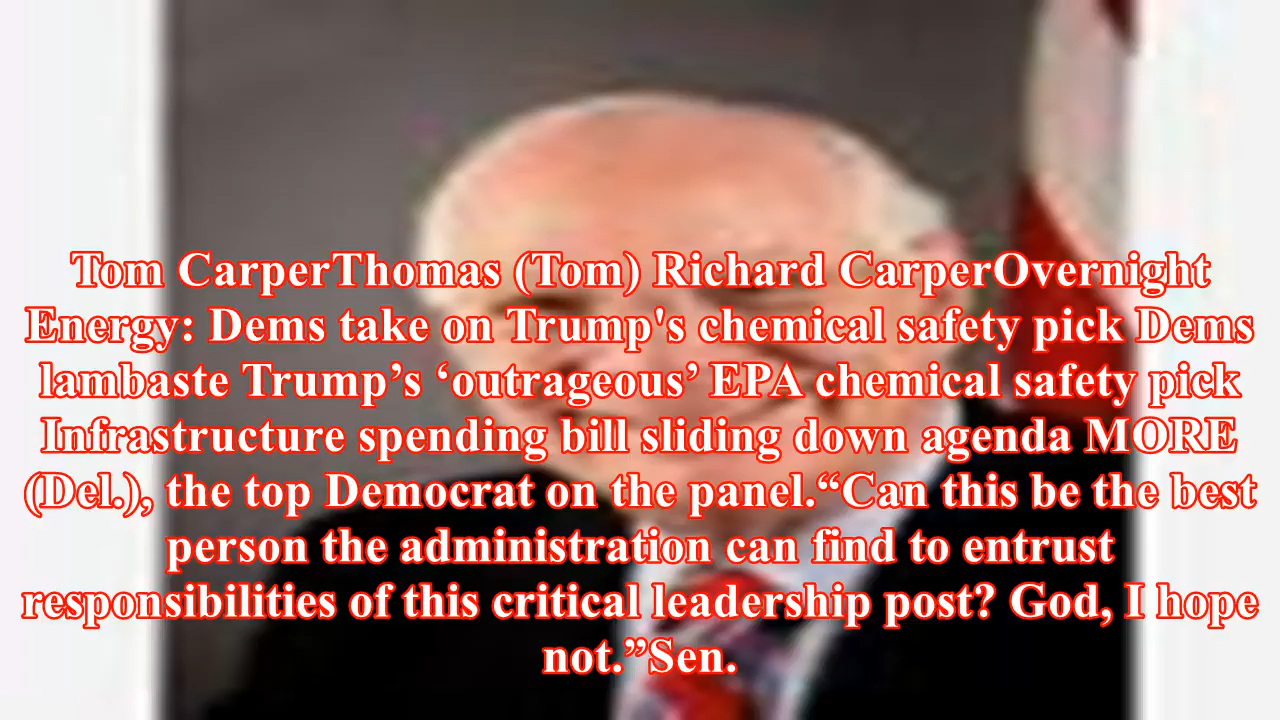 Tom CarperThomas (Tom) Richard CarperOvernight
Energy: Dems take on Trump's chemical safety pick Dems
lambaste Trump’s ‘outrageous’ EPA chemical safety pick
Infrastructure spending bill sliding down agenda MORE
(Del.), the top Democrat on the panel.“Can this be the best
person the administration can find to entrust
responsibilities of this critical leadership post? God, I hope
not.”Sen.